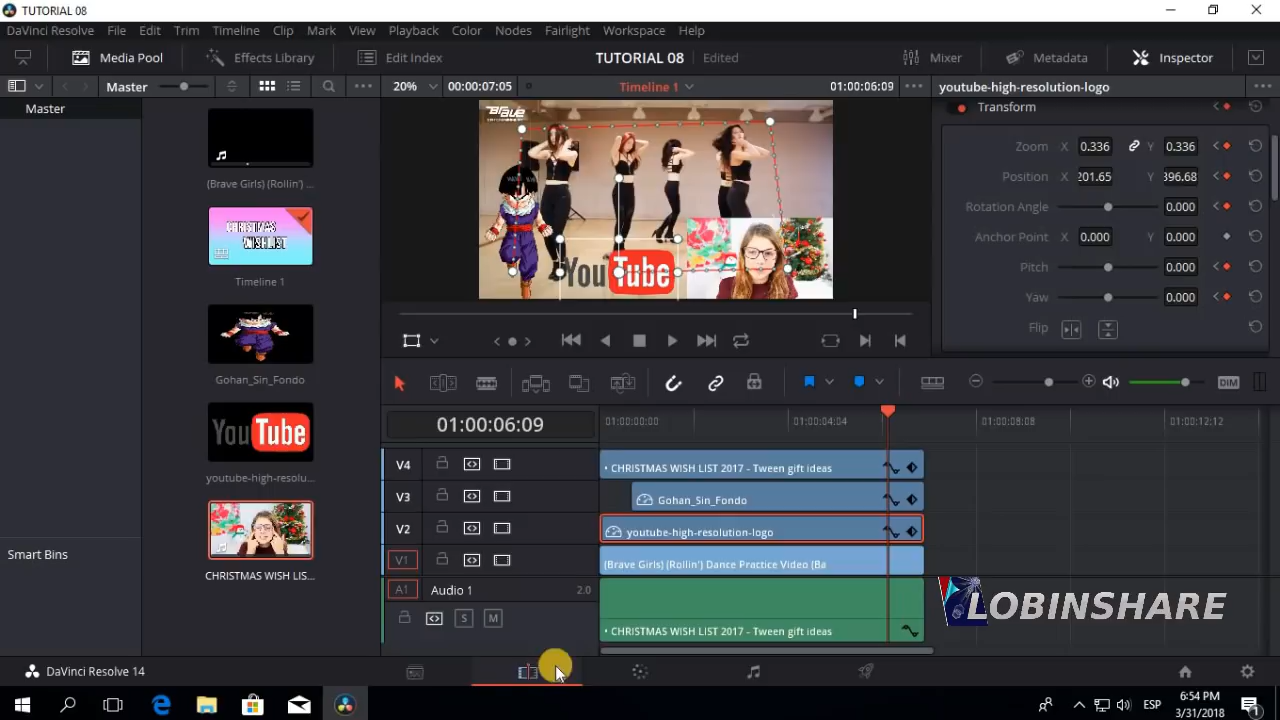 TUTORIAL 08
DaVinci Resolve File Edit Trim Timeline Clip Mark View Playback Color Nodes Fairlight Workspace Help
Media Pool Effects Library Edit Index TUTORIAL 08 Edited Mixer Metadata Inspector
Master 20% 00:00:07:05 Timeline 1 01:00:06:09 youtube-high-resolution-logo
Master
(Brave Girls) (Rollin') ...
CHRISTMAS
WISHLIST
Timeline 1
Gohan_Sin_Fondo
YouTube
youtube-high-resolu...
CHRISTMAS WISH LIS...
Smart Bins
Brave
YouTube
Transform
Zoom X 0.336 Y 0.336
Position X 201.65 Y 396.68
Rotation Angle 0.000
Anchor Point X 0.000 Y 0.000
Pitch 0.000
Yaw 0.000
Flip
DIM
01:00:06:09 01:00:00:00 01:00:04:04 01:00:08:08 01:00:12:12
V4 • CHRISTMAS WISH LIST 2017 - Tween gift ideas
V3 Gohan_Sin_Fondo
V2 youtube-high-resolution-logo
V1 (Brave Girls) (Rollin') Dance Practice Video (Ba
A1 Audio 1 2.0
S M
• CHRISTMAS WISH LIST 2017 - Tween gift ideas
LOBINSHARE
DaVinci Resolve 14
ESP
6:54 PM
3/31/2018
1